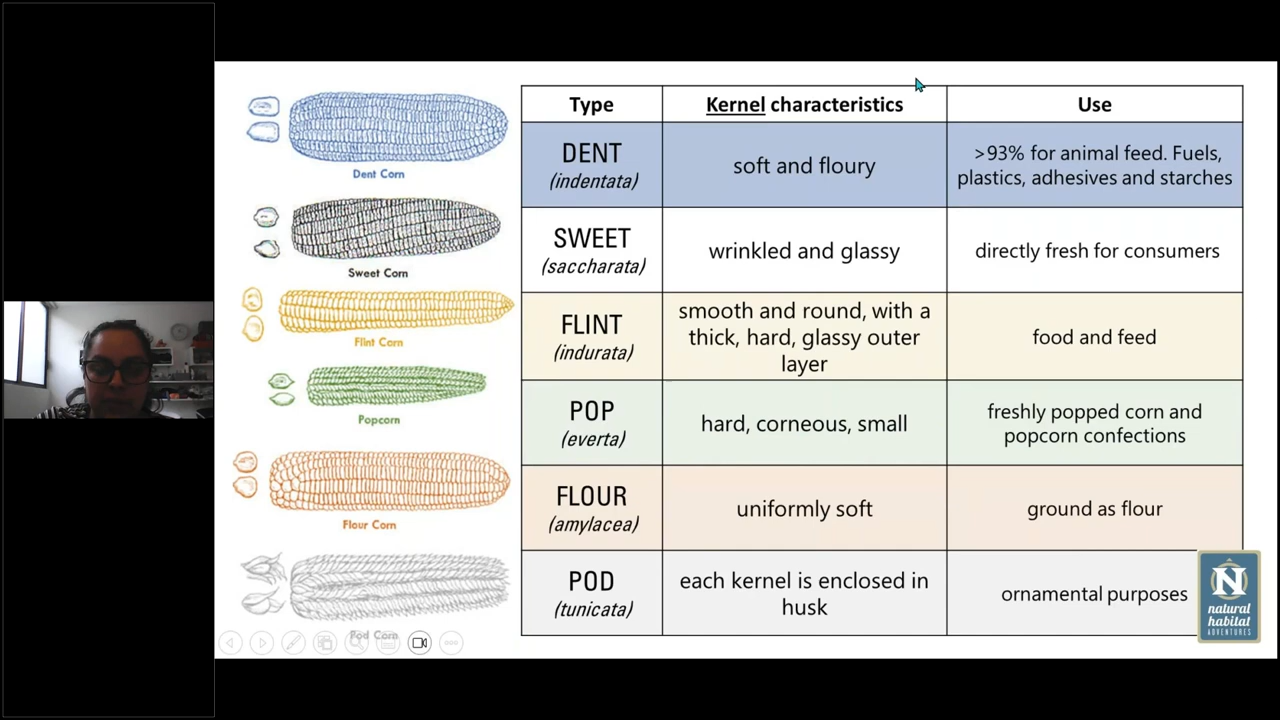 Dent Corn
Sweet Corn
Flint Corn
Popcorn
Flour Corn
Pod Corn
Type
Kernel characteristics
Use
DENT
(indentata)
soft and floury
>93% for animal feed. Fuels,
plastics, adhesives and starches
SWEET
(saccharata)
wrinkled and glassy
directly fresh for consumers
FLINT
(indurata)
smooth and round, with a
thick, hard, glassy outer
layer
food and feed
POP
(everta)
hard, corneous, small
freshly popped corn and
popcorn confections
FLOUR
(amylacea)
uniformly soft
ground as flour
POD
(tunicata)
each kernel is enclosed in
husk
ornamental purposes
N
natural
habitat
ADVENTURES